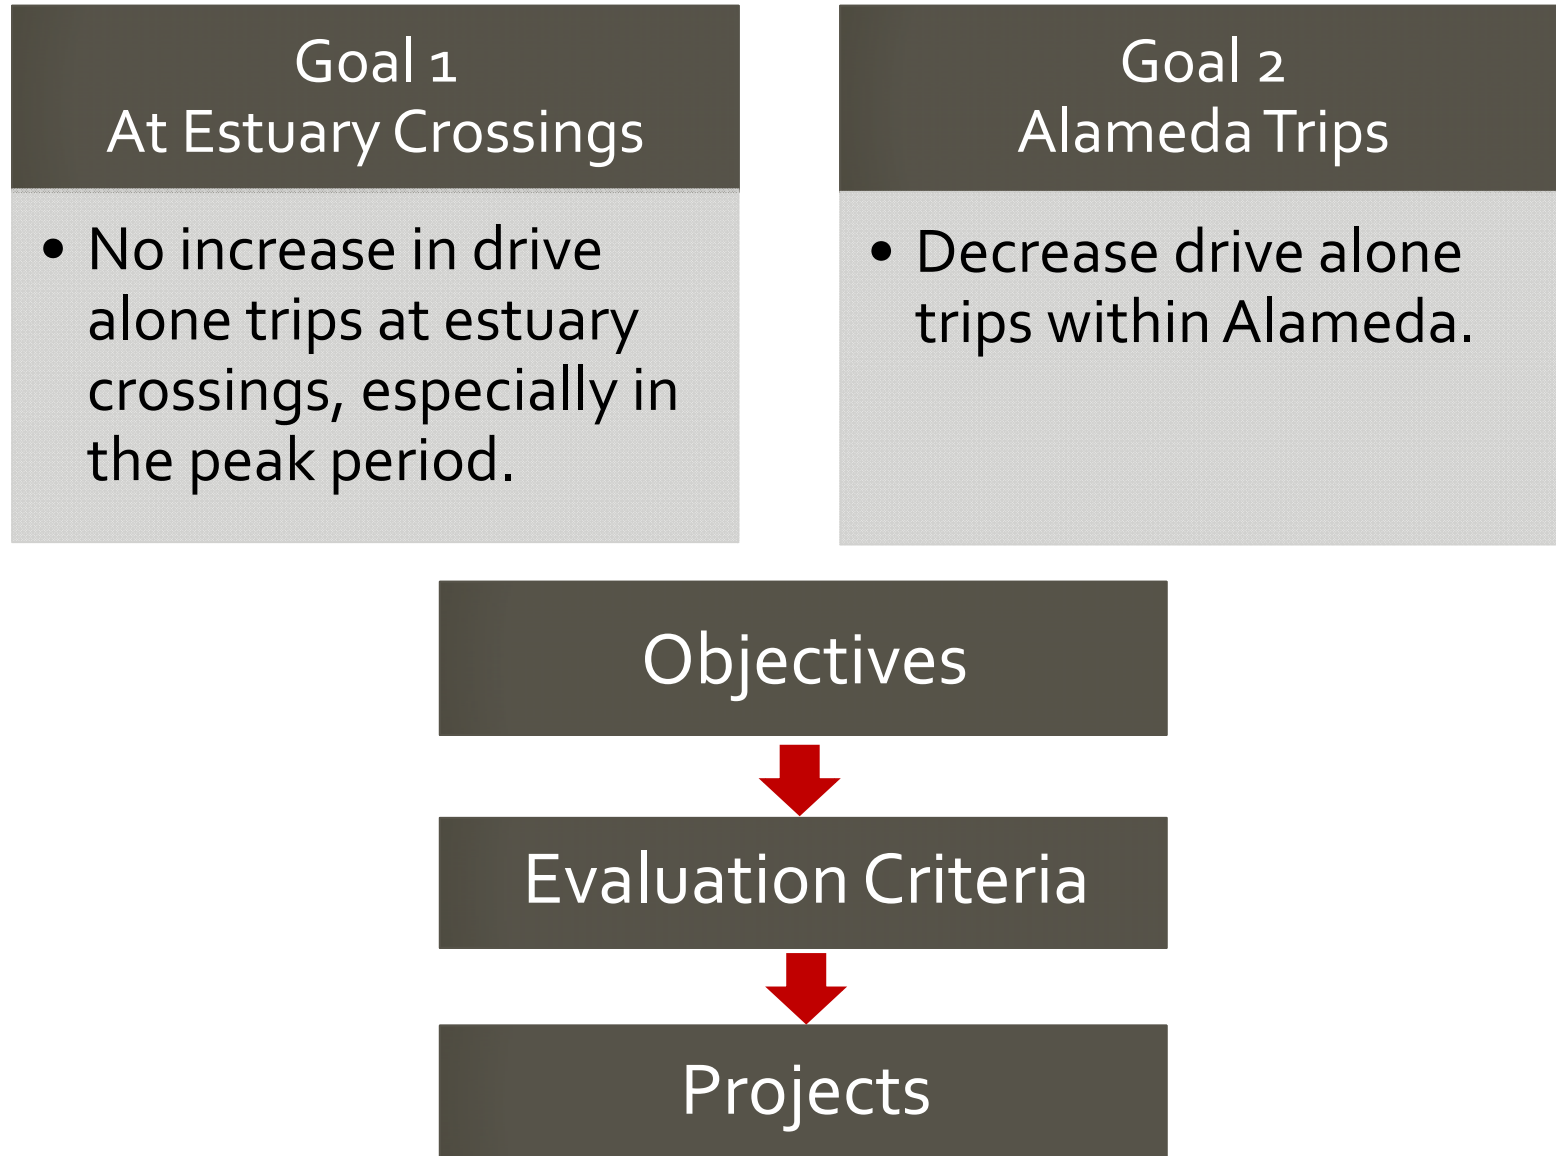 Goal 1
At Estuary Crossings
• No increase in drive
alone trips at estuary
crossings, especially in
the peak period.
Goal 2
Alameda Trips
• Decrease drive alone
trips within Alameda.
Objectives
Evaluation Criteria
Projects